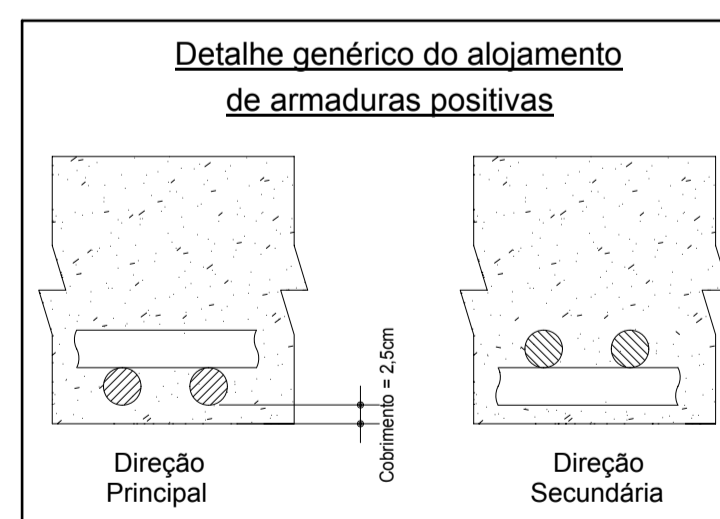 Detalhe genérico do alojamento
de armaduras positivas
Cobrimento = 2,5cm
Direção
Principal
Direção
Secundária